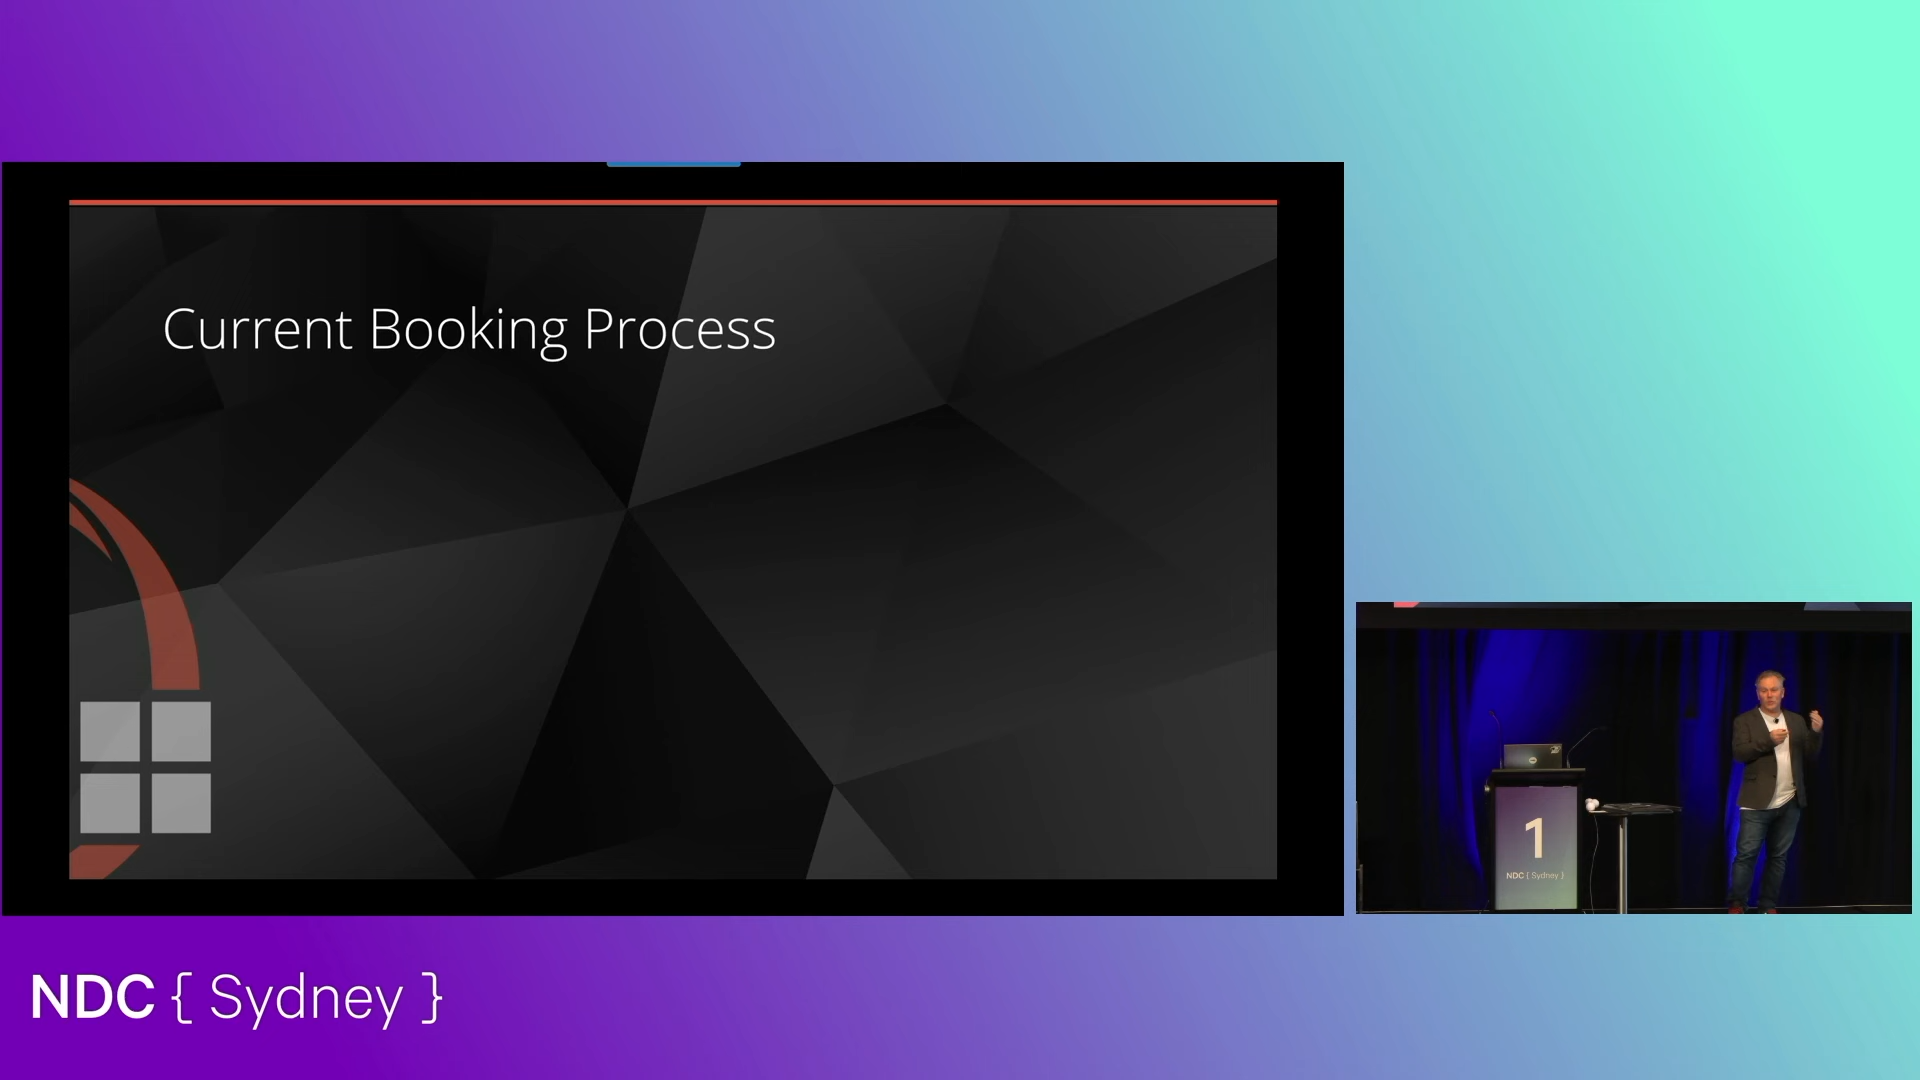 Current Booking Process
1
NDC { Sydney }
NDC { Sydney }